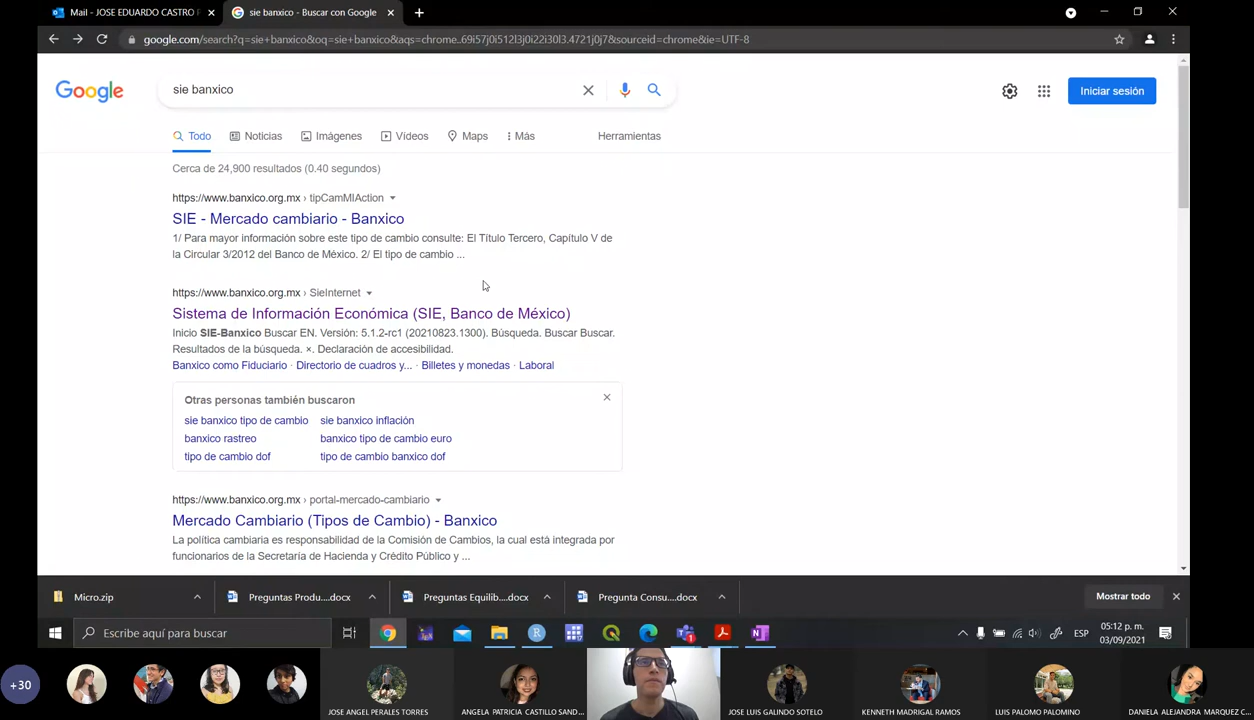 Mail - JOSE EDUARDO CASTRO P
sie banxico - Buscar con Google
google.com/search?q=sie+banxico&oq=sie+banxico&aqs=chrome..69i57j0i512l3j0i22i30l3.4721j0j7&sourceid=chrome&ie=UTF-8
Google
sie banxico
Iniciar sesión
Todo
Noticias
Imágenes
Vídeos
Maps
Más
Herramientas
Cerca de 24,900 resultados (0.40 segundos)
https://www.banxico.org.mx › tipCamMIAction
SIE - Mercado cambiario - Banxico
1/ Para mayor información sobre este tipo de cambio consulte: El Título Tercero, Capítulo V de
la Circular 3/2012 del Banco de México. 2/ El tipo de cambio ...
https://www.banxico.org.mx › SieInternet
Sistema de Información Económica (SIE, Banco de México)
Inicio SIE-Banxico Buscar EN. Versión: 5.1.2-rc1 (20210823.1300). Búsqueda. Buscar Buscar.
Resultados de la búsqueda. ×. Declaración de accesibilidad.
Banxico como Fiduciario · Directorio de cuadros y... · Billetes y monedas · Laboral
Otras personas también buscaron
sie banxico tipo de cambio sie banxico inflación
banxico rastreo banxico tipo de cambio euro
tipo de cambio dof tipo de cambio banxico dof
https://www.banxico.org.mx › portal-mercado-cambiario
Mercado Cambiario (Tipos de Cambio) - Banxico
La política cambiaria es responsabilidad de la Comisión de Cambios, la cual está integrada por
funcionarios de la Secretaría de Hacienda y Crédito Público y ...
Micro.zip
Preguntas Produ....docx
Preguntas Equilib....docx
Pregunta Consu....docx
Mostrar todo
Escribe aquí para buscar
ESP
05:12 p. m.
03/09/2021
+30
JOSE ANGEL PERALES TORRES
ANGELA PATRICIA CASTILLO SAND...
JOSE LUIS GALINDO SOTELO
KENNETH MADRIGAL RAMOS
LUIS PALOMO PALOMINO
DANIELA ALEJANDRA MARQUEZ C...